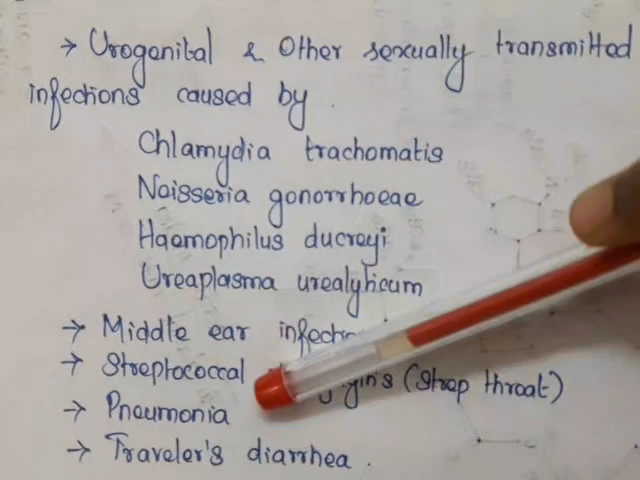 → Urogenital & Other sexually transmitted
infections caused by
Chlamydia trachomatis
Naisseria gonorrhoeae
Haemophilus ducreyi
Ureaplasma urealyticum
→ Middle ear
→ Streptococcal (Strep throat)
→ Pneumonia
→ Traveler's diarrhea.